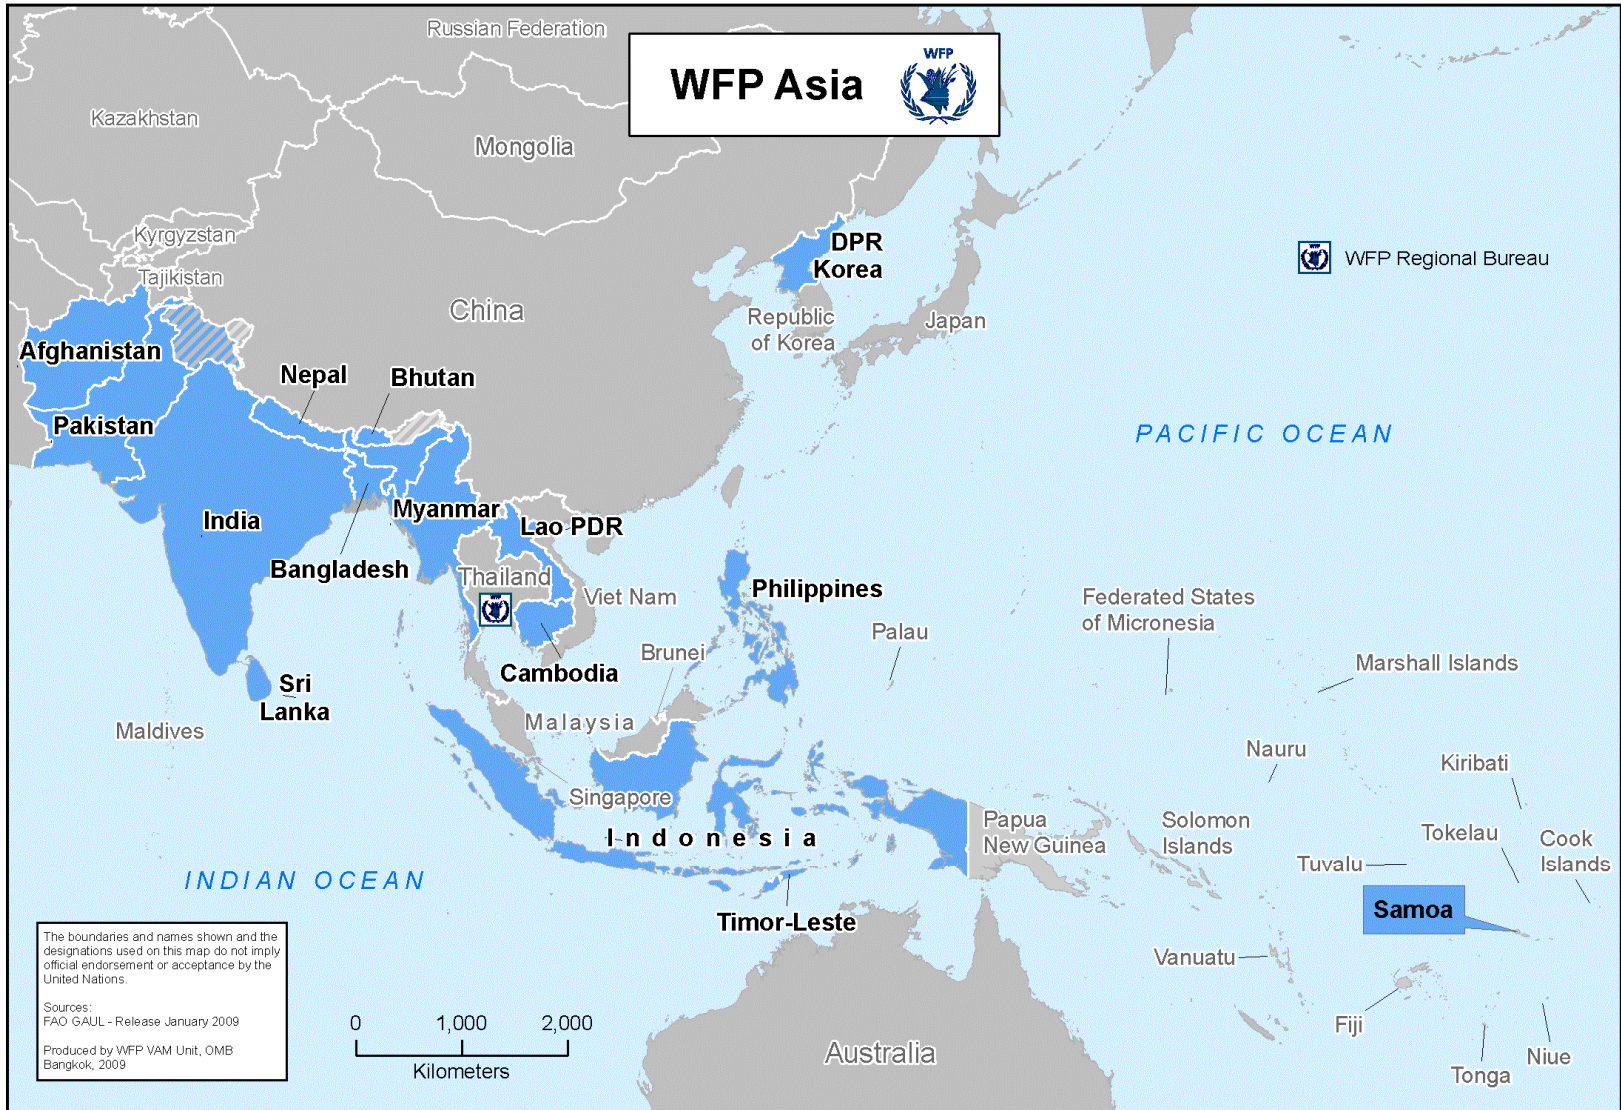 Russian Federation
WFP Asia
WFP
Kazakhstan
Mongolia
Kyrgyzstan
Tajikistan
DPR
Korea
WFP Regional Bureau
China
Republic
of Korea
Japan
Afghanistan
Nepal
Bhutan
Pakistan
PACIFIC OCEAN
India
Myanmar
Lao PDR
Bangladesh
Thailand
WFP
Viet Nam
Philippines
Federated States
of Micronesia
Palau
Brunei
Marshall Islands
Cambodia
Sri
Lanka
Maldives
Malaysia
Nauru
Kiribati
Singapore
Indonesia
Papua
New Guinea
Solomon
Islands
Tokelau
Cook
Islands
Tuvalu
INDIAN OCEAN
Timor-Leste
Samoa
Vanuatu
Fiji
Niue
Tonga
Australia
The boundaries and names shown and the
designations used on this map do not imply
official endorsement or acceptance by the
United Nations.
Sources:
FAO GAUL - Release January 2009
Produced by WFP VAM Unit, OMB
Bangkok, 2009
0 1,000 2,000
Kilometers